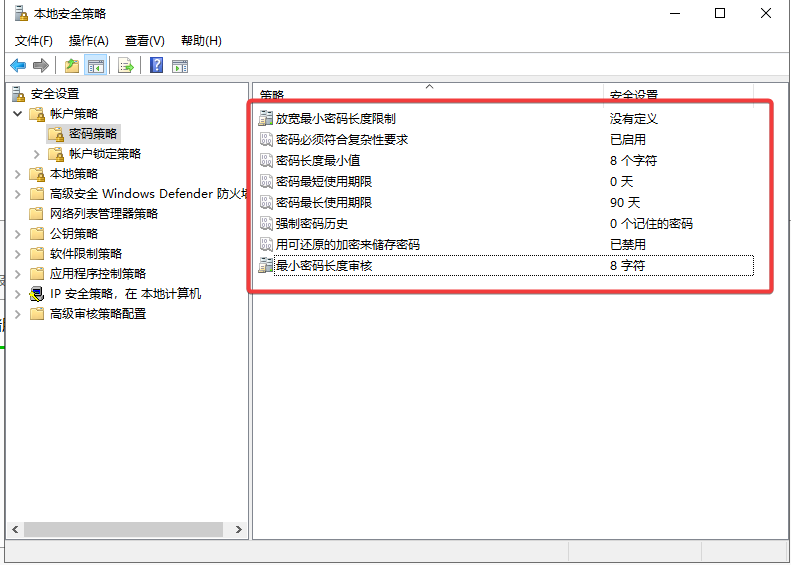 本地安全策略
文件(F) 操作(A) 查看(V) 帮助(H)
安全设置
帐户策略
密码策略
帐户锁定策略
本地策略
高级安全 Windows Defender 防火墙
网络列表管理器策略
公钥策略
软件限制策略
应用程序控制策略
IP 安全策略，在 本地计算机
高级审核策略配置
策略 安全设置
放宽最小密码长度限制 没有定义
密码必须符合复杂性要求 已启用
密码长度最小值 8 个字符
密码最短使用期限 0 天
密码最长使用期限 90 天
强制密码历史 0 个记住的密码
用可还原的加密来储存密码 已禁用
最小密码长度审核 8 字符